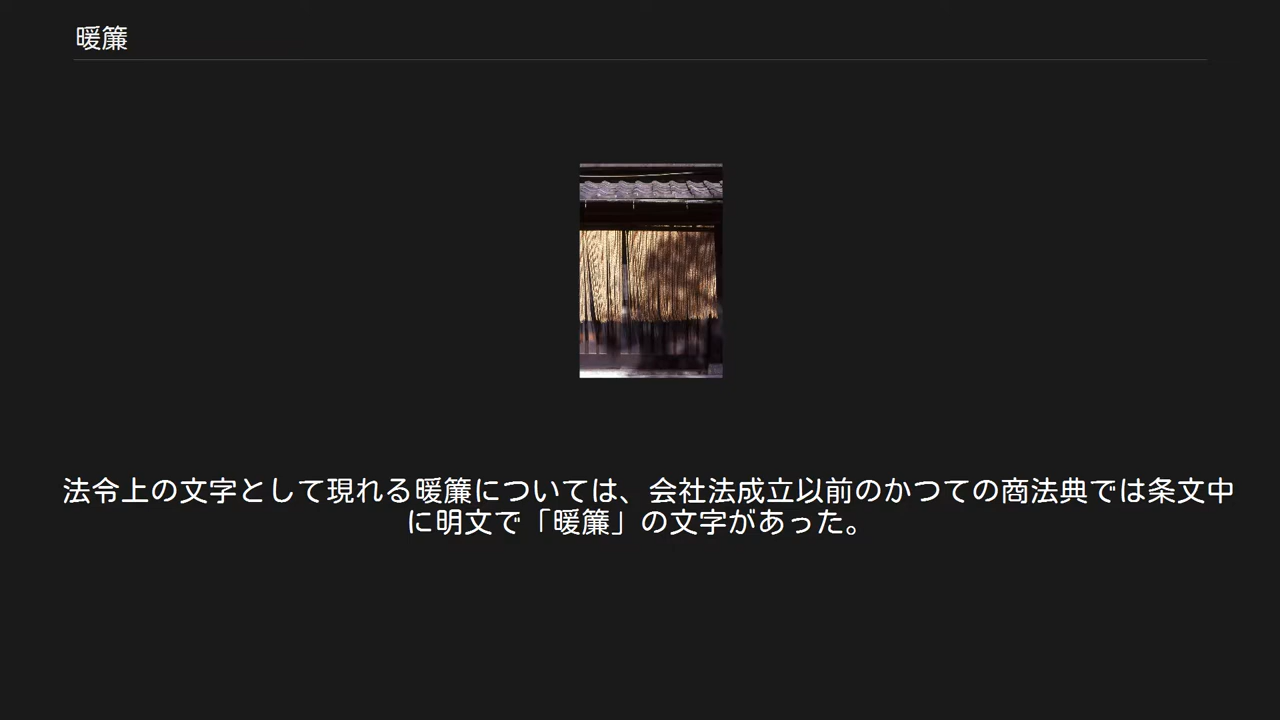 暖簾
法令上の文字として現れる暖簾については、会社法成立以前のかつての商法典では条文中
に明文で「暖簾」の文字があった。